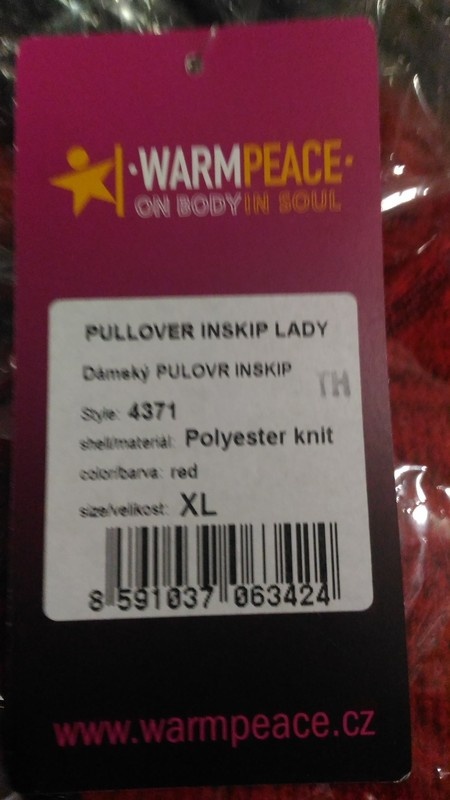 ·WARMPEACE·
ON BODY IN SOUL
PULLOVER INSKIP LADY
Dámský PULOVR INSKIP
TH
Style: 4371
shell/materiál: Polyester knit
color/barva: red
size/velikost: XL
8 591037 063424
www.warmpeace.cz